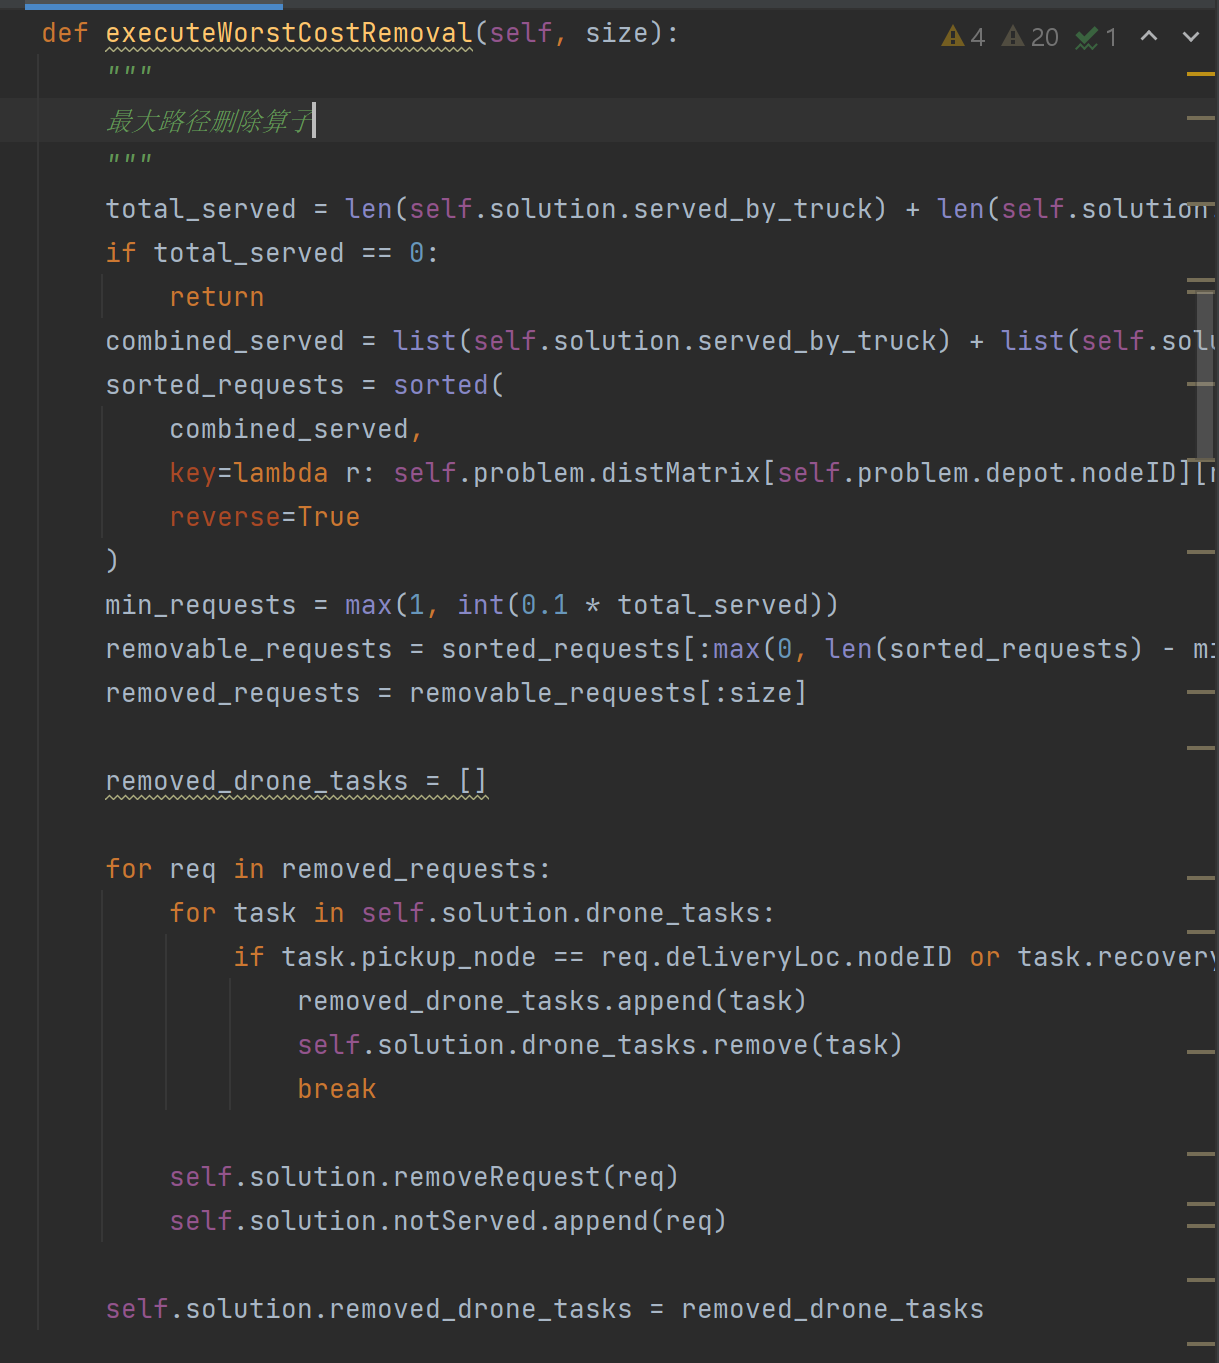 def executeWorstCostRemoval(self, size):
4 20 1
"""
最大路径删除算子
"""
total_served = len(self.solution.served_by_truck) + len(self.solution
if total_served == 0:
return
combined_served = list(self.solution.served_by_truck) + list(self.solu
sorted_requests = sorted(
combined_served,
key=lambda r: self.problem.distMatrix[self.problem.depot.nodeID][r
reverse=True
)
min_requests = max(1, int(0.1 * total_served))
removable_requests = sorted_requests[:max(0, len(sorted_requests) - mi
removed_requests = removable_requests[:size]
removed_drone_tasks = []
for req in removed_requests:
for task in self.solution.drone_tasks:
if task.pickup_node == req.deliveryLoc.nodeID or task.recovery
removed_drone_tasks.append(task)
self.solution.drone_tasks.remove(task)
break
self.solution.removeRequest(req)
self.solution.notServed.append(req)
self.solution.removed_drone_tasks = removed_drone_tasks